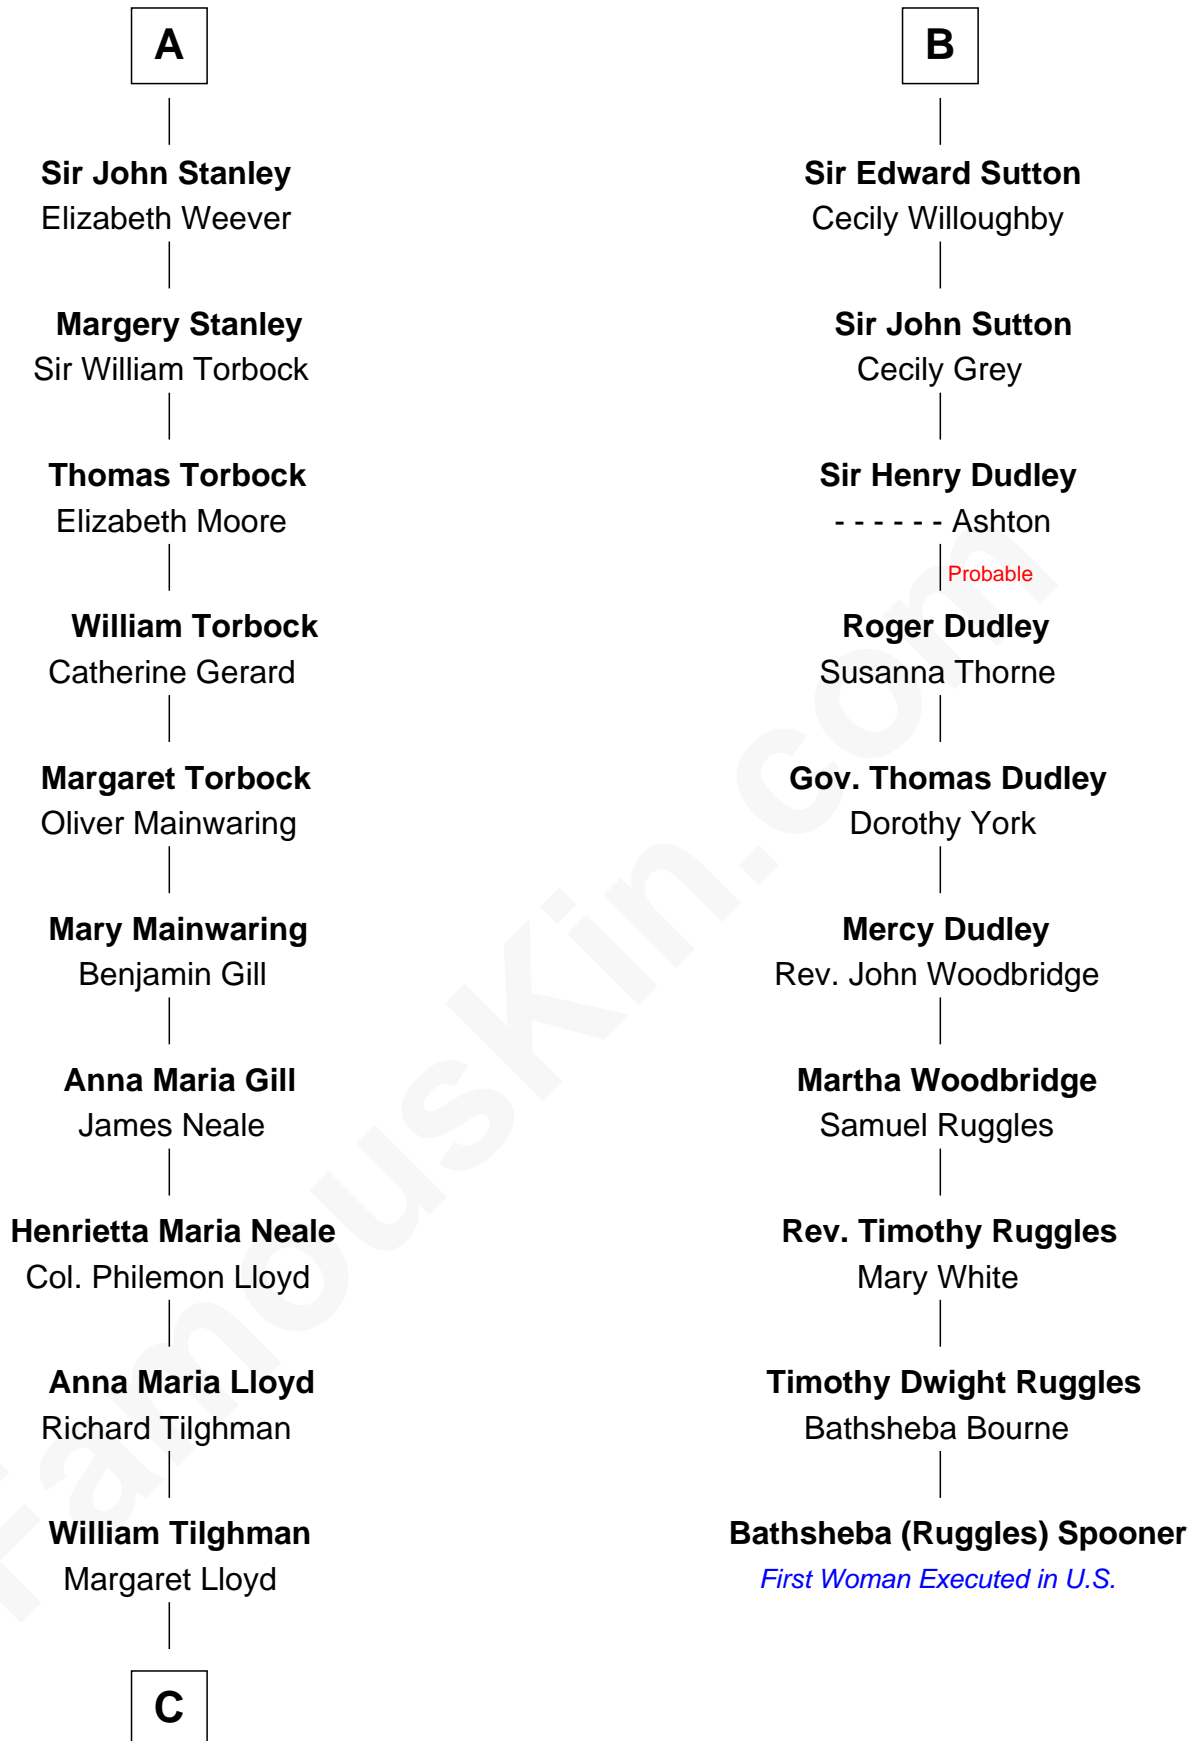 A
Sir John Stanley
Elizabeth Weever
Margery Stanley
Sir William Torbock
Thomas Torbock
Elizabeth Moore
William Torbock
Catherine Gerard
Margaret Torbock
Oliver Mainwaring
Mary Mainwaring
Benjamin Gill
Anna Maria Gill
James Neale
Henrietta Maria Neale
Col. Philemon Lloyd
Anna Maria Lloyd
Richard Tilghman
William Tilghman
Margaret Lloyd
C
B
Sir Edward Sutton
Cecily Willoughby
Sir John Sutton
Cecily Grey
Sir Henry Dudley
- - - - - - Ashton
Probable
Roger Dudley
Susanna Thorne
Gov. Thomas Dudley
Dorothy York
Mercy Dudley
Rev. John Woodbridge
Martha Woodbridge
Samuel Ruggles
Rev. Timothy Ruggles
Mary White
Timothy Dwight Ruggles
Bathsheba Bourne
Bathsheba (Ruggles) Spooner
First Woman Executed in U.S.
FamousKin.com